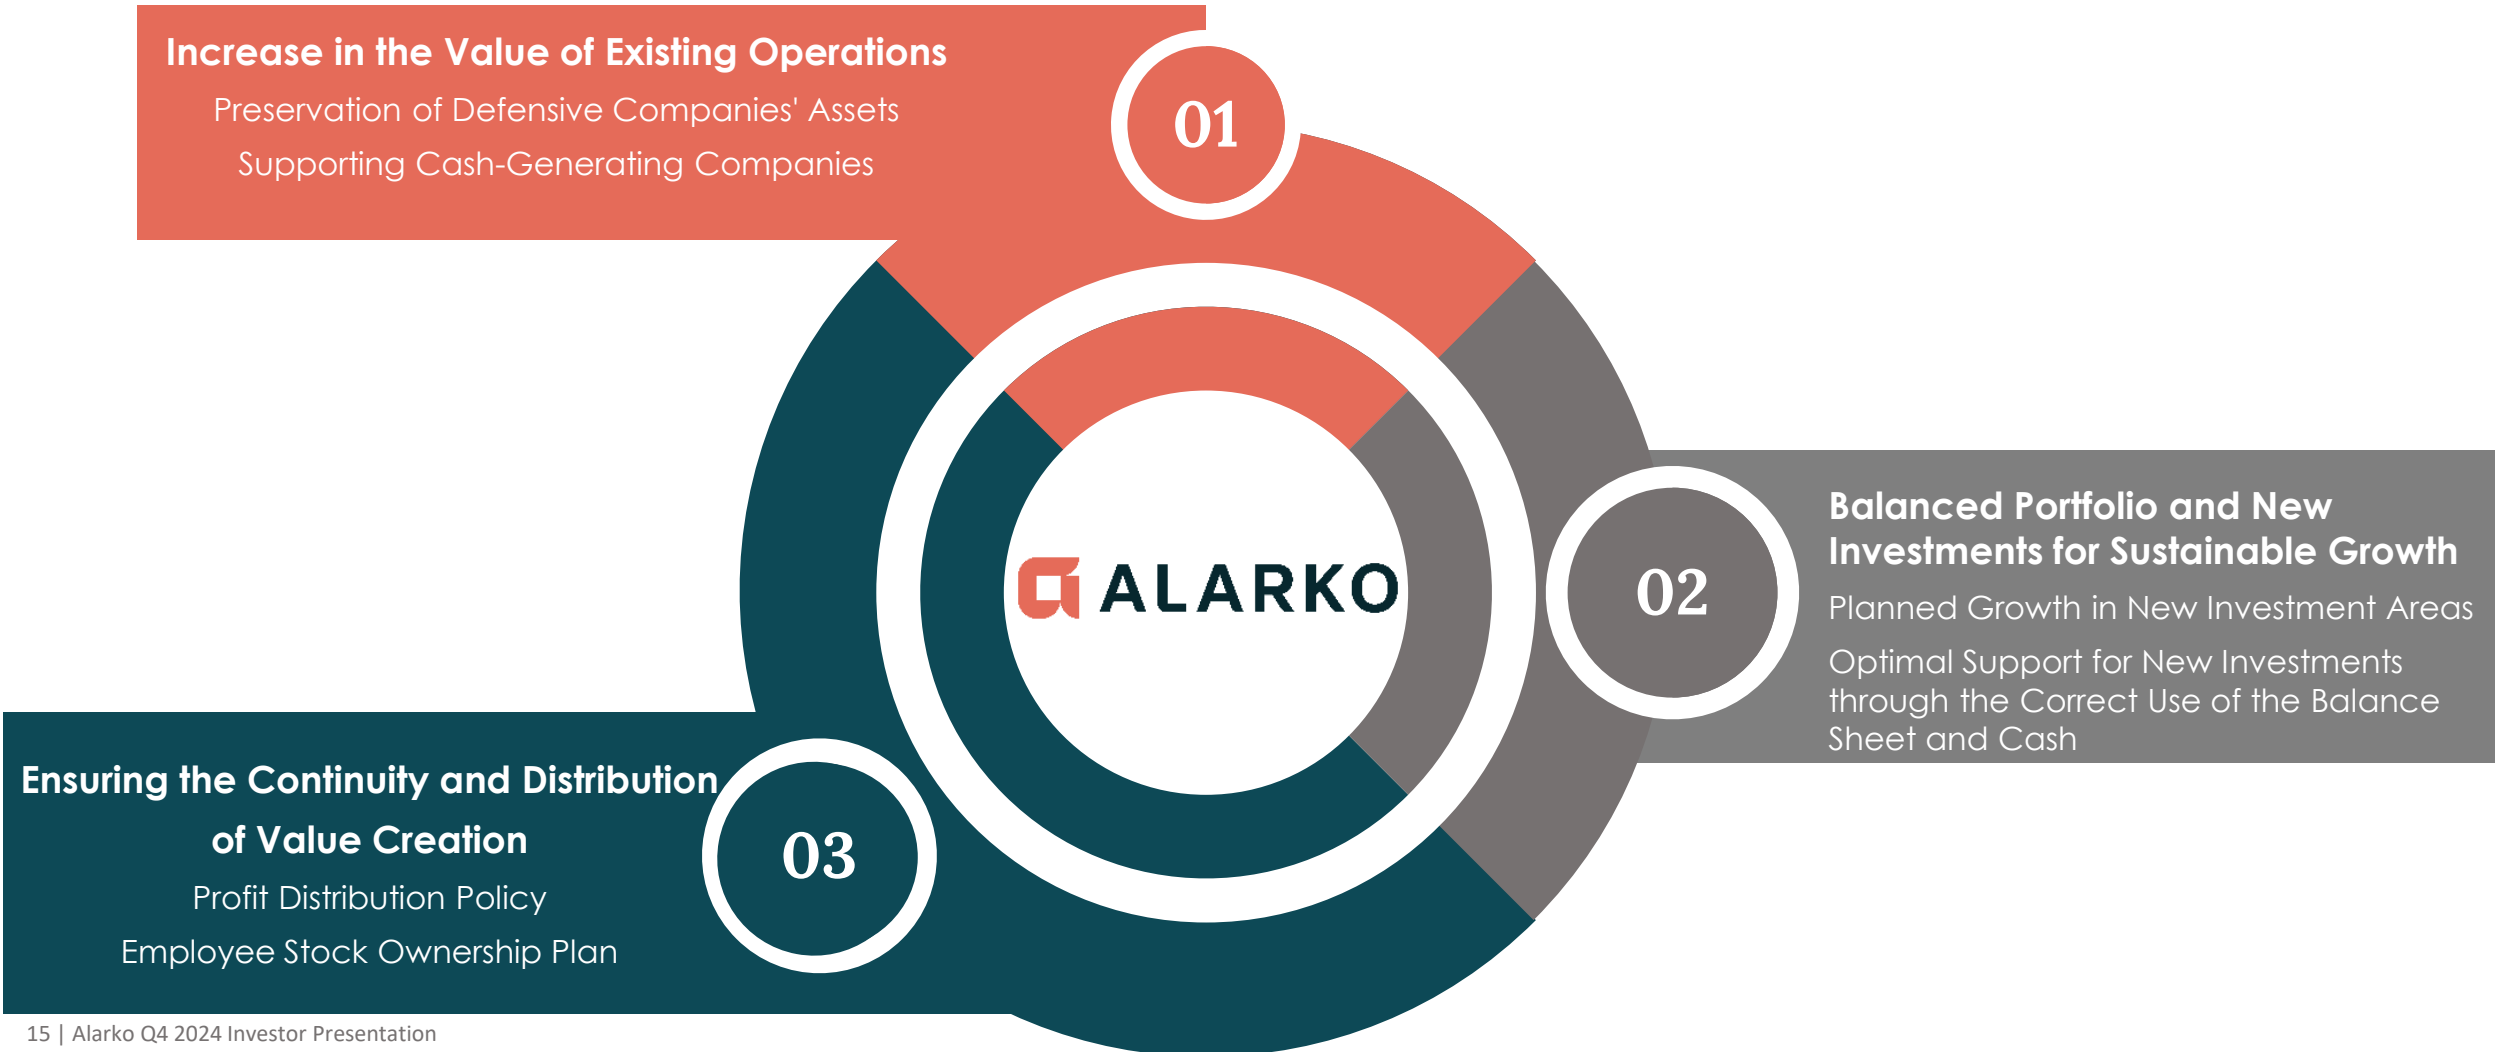 Increase in the Value of Existing Operations
Preservation of Defensive Companies' Assets
Supporting Cash-Generating Companies
01
ALARKO
02
Balanced Portfolio and New
Investments for Sustainable Growth
Planned Growth in New Investment Areas
Optimal Support for New Investments
through the Correct Use of the Balance
Sheet and Cash
Ensuring the Continuity and Distribution
of Value Creation
Profit Distribution Policy
Employee Stock Ownership Plan
03
15 | Alarko Q4 2024 Investor Presentation